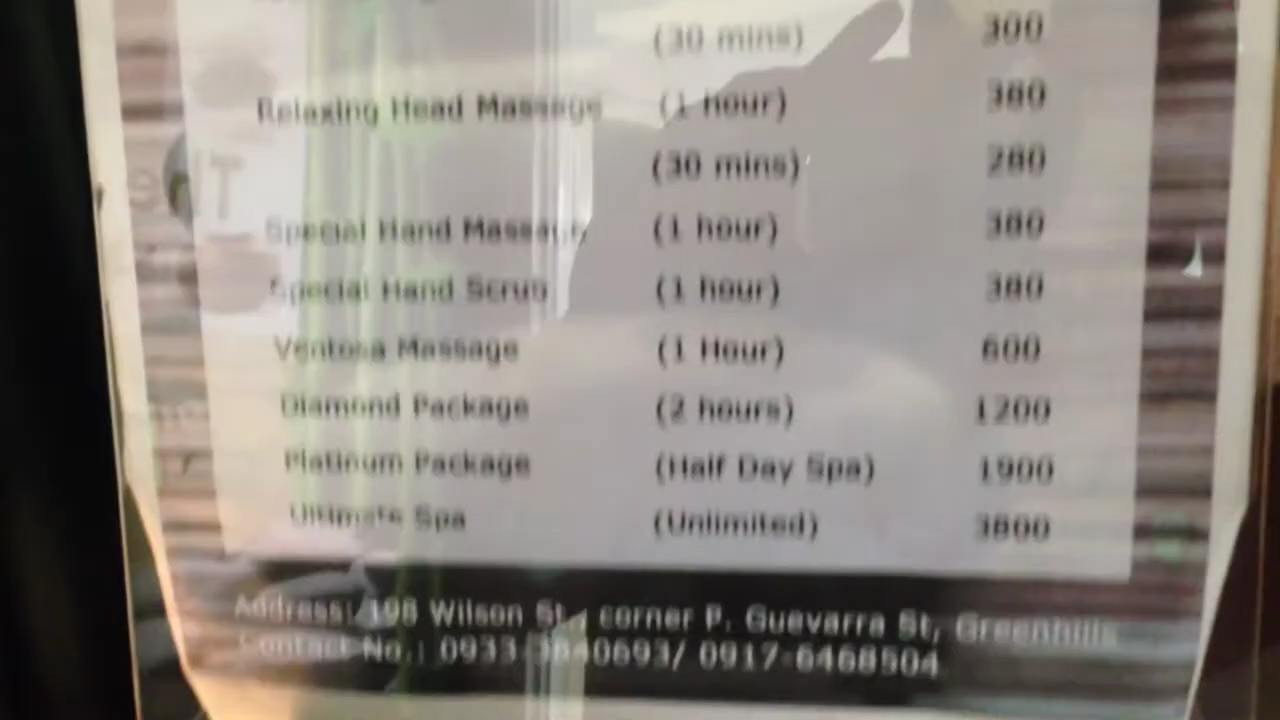 (30 mins) 300
Relaxing Head Massage (1 hour) 380
(30 mins) 280
Special Hand Massage (1 hour) 380
Special Hand Scrub (1 hour) 380
Ventosa Massage (1 Hour) 600
Diamond Package (2 hours) 1200
Platinum Package (Half Day Spa) 1900
Ultimate Spa (Unlimited) 3800
Address: 198 Wilson St., corner P. Guevarra St, Greenhills
Contact No.: / 0917-6468504